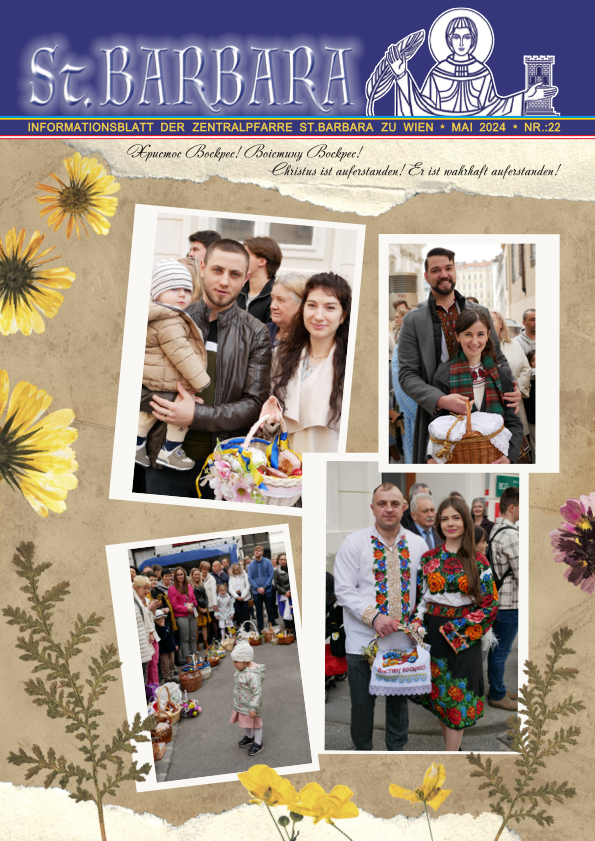 St. BARBARA
INFORMATIONSBLATT DER ZENTRALPFARRE ST.BARBARA ZU WIEN * MAI 2024 * NR.:22
Христос Воскрес! Воістину Воскрес!
Christus ist auferstanden! Er ist wahrhaft auferstanden!
ВОСКРЕС!